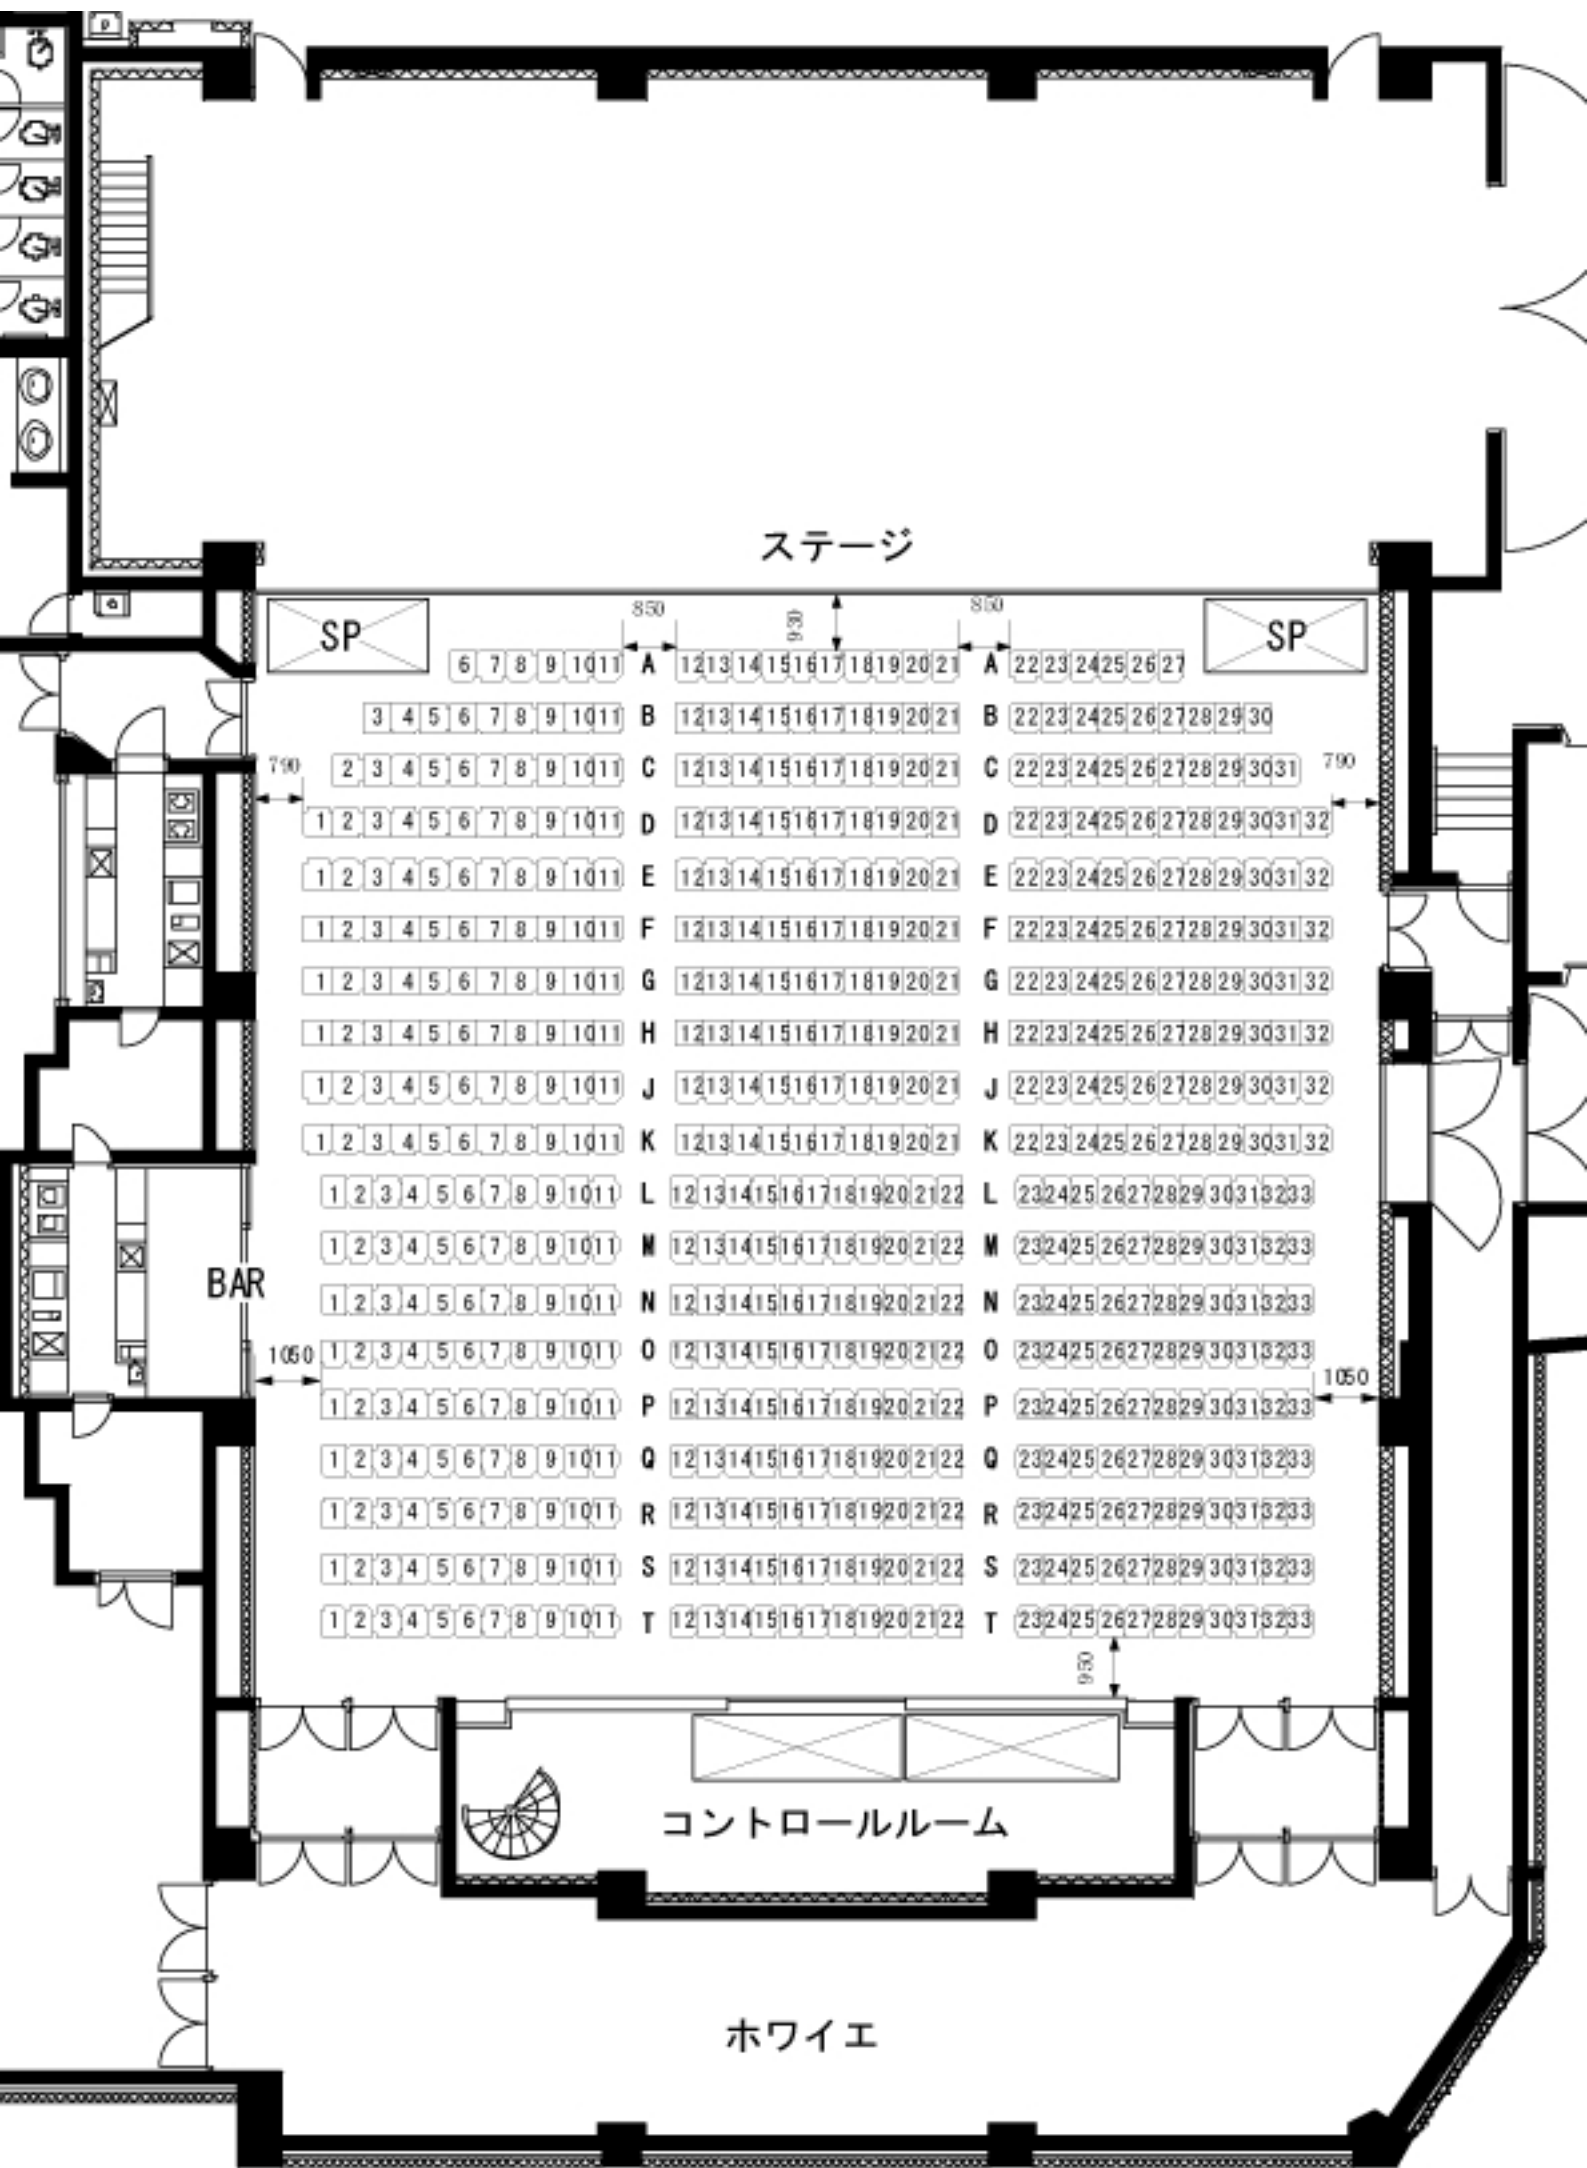 ステージ
850 930 850
SP SP
6 7 8 9 10 11 A 12 13 14 15 16 17 18 19 20 21 A 22 23 24 25 26 27
3 4 5 6 7 8 9 10 11 B 12 13 14 15 16 17 18 19 20 21 B 22 23 24 25 26 27 28 29 30
790 2 3 4 5 6 7 8 9 10 11 C 12 13 14 15 16 17 18 19 20 21 C 22 23 24 25 26 27 28 29 30 31 790
1 2 3 4 5 6 7 8 9 10 11 D 12 13 14 15 16 17 18 19 20 21 D 22 23 24 25 26 27 28 29 30 31 32
1 2 3 4 5 6 7 8 9 10 11 E 12 13 14 15 16 17 18 19 20 21 E 22 23 24 25 26 27 28 29 30 31 32
1 2 3 4 5 6 7 8 9 10 11 F 12 13 14 15 16 17 18 19 20 21 F 22 23 24 25 26 27 28 29 30 31 32
1 2 3 4 5 6 7 8 9 10 11 G 12 13 14 15 16 17 18 19 20 21 G 22 23 24 25 26 27 28 29 30 31 32
1 2 3 4 5 6 7 8 9 10 11 H 12 13 14 15 16 17 18 19 20 21 H 22 23 24 25 26 27 28 29 30 31 32
1 2 3 4 5 6 7 8 9 10 11 J 12 13 14 15 16 17 18 19 20 21 J 22 23 24 25 26 27 28 29 30 31 32
1 2 3 4 5 6 7 8 9 10 11 K 12 13 14 15 16 17 18 19 20 21 K 22 23 24 25 26 27 28 29 30 31 32
1 2 3 4 5 6 7 8 9 10 11 L 12 13 14 15 16 17 18 19 20 21 22 L 23 24 25 26 27 28 29 30 31 32 33
1 2 3 4 5 6 7 8 9 10 11 M 12 13 14 15 16 17 18 19 20 21 22 M 23 24 25 26 27 28 29 30 31 32 33
BAR
1 2 3 4 5 6 7 8 9 10 11 N 12 13 14 15 16 17 18 19 20 21 22 N 23 24 25 26 27 28 29 30 31 32 33
1050 1 2 3 4 5 6 7 8 9 10 11 O 12 13 14 15 16 17 18 19 20 21 22 O 23 24 25 26 27 28 29 30 31 32 33 1050
1 2 3 4 5 6 7 8 9 10 11 P 12 13 14 15 16 17 18 19 20 21 22 P 23 24 25 26 27 28 29 30 31 32 33
1 2 3 4 5 6 7 8 9 10 11 Q 12 13 14 15 16 17 18 19 20 21 22 Q 23 24 25 26 27 28 29 30 31 32 33
1 2 3 4 5 6 7 8 9 10 11 R 12 13 14 15 16 17 18 19 20 21 22 R 23 24 25 26 27 28 29 30 31 32 33
1 2 3 4 5 6 7 8 9 10 11 S 12 13 14 15 16 17 18 19 20 21 22 S 23 24 25 26 27 28 29 30 31 32 33
1 2 3 4 5 6 7 8 9 10 11 T 12 13 14 15 16 17 18 19 20 21 22 T 23 24 25 26 27 28 29 30 31 32 33
950
コントロールルーム
ホワイエ